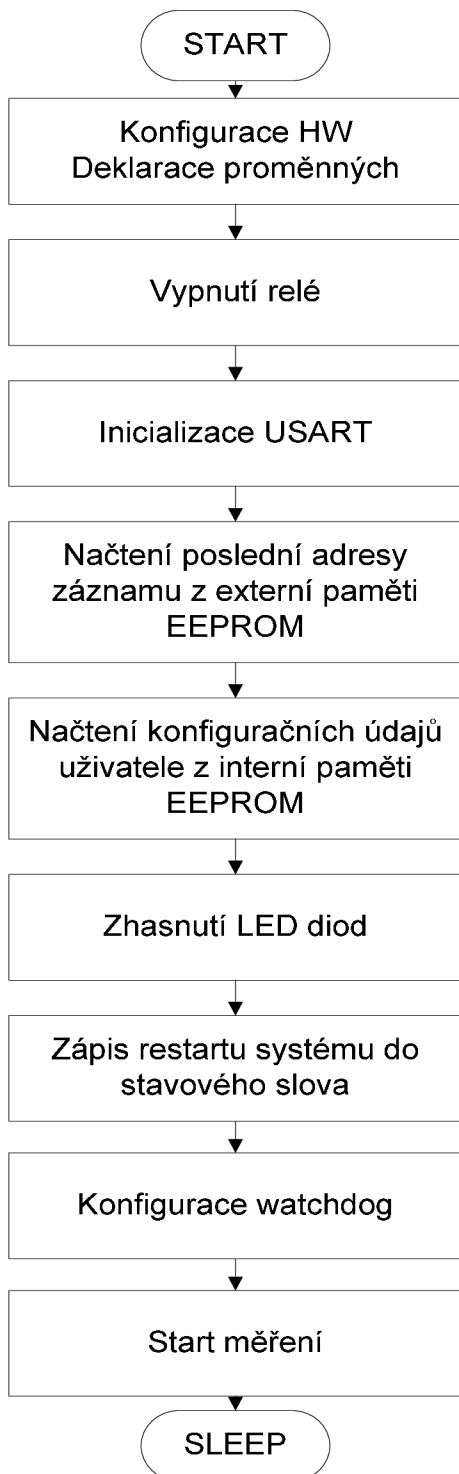 START
Konfigurace HW
Deklarace proměnných
Vypnutí relé
Inicializace USART
Načtení poslední adresy
záznamu z externí paměti
EEPROM
Načtení konfiguračních údajů
uživatele z interní paměti
EEPROM
Zhasnutí LED diod
Zápis restartu systému do
stavového slova
Konfigurace watchdog
Start měření
SLEEP